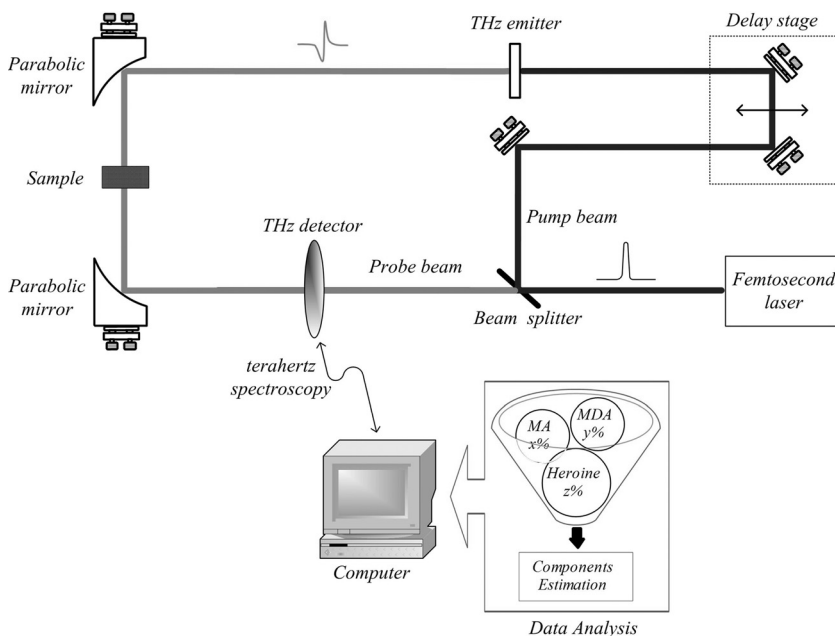 THz emitter
Delay stage
Parabolic
mirror
Sample
THz detector
Pump beam
Probe beam
Parabolic
mirror
Femtosecond
laser
Beam splitter
terahertz
spectroscopy
MA
x%
MDA
y%
Heroine
z%
Components
Estimation
Computer
Data Analysis